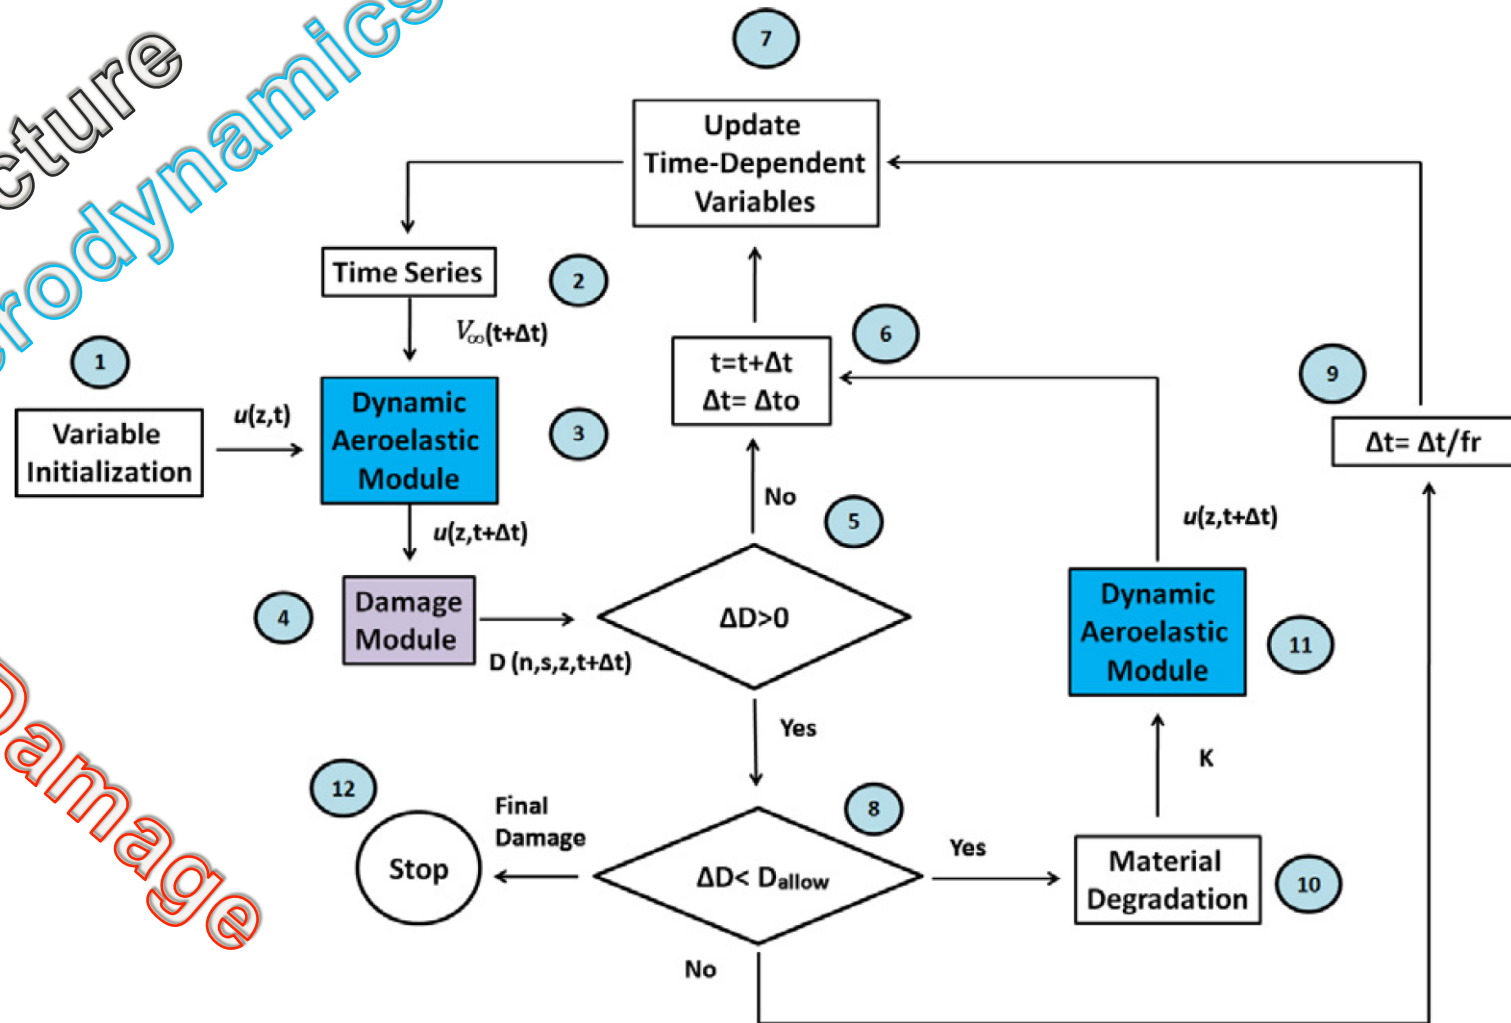 7
Update
Time-Dependent
Variables
Time Series
2
V∞(t+Δt)
1
Variable
Initialization
u(z,t)
Dynamic
Aeroelastic
Module
3
u(z,t+Δt)
4
Damage
Module
D (n,s,z,t+Δt)
5
ΔD>0
No
6
t=t+Δt
Δt= Δto
9
Δt= Δt/fr
u(z,t+Δt)
Dynamic
Aeroelastic
Module
11
K
Yes
8
ΔD< Dallow
Yes
Material
Degradation
10
No
Final
Damage
12
Stop
Damage